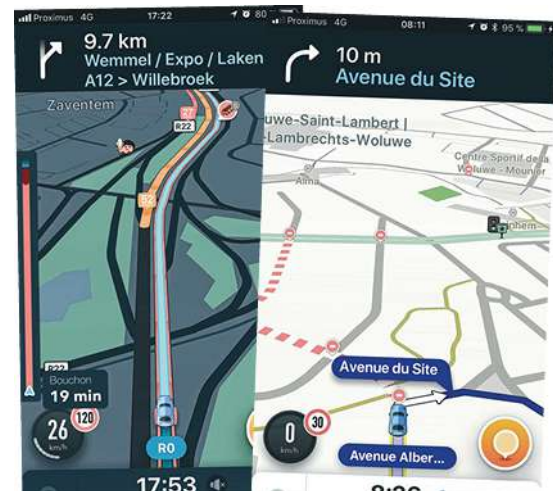 Proximus 4G
17:22
80
9.7 km
Wemmel / Expo / Laken
A12 > Willebroek
Zaventem
27
R22
52
R22
Bouchon
19 min
26
km/h
120
R0
17:53
Proximus 4G
08:11
95 %
10 m
Avenue du Site
uwe-Saint-Lambert |
-Lambrechts-Woluwe
Centre Sportif de la
Woluwe - Meunier
Alma
Avenue du Site
0
km/h
30
Avenue Alber...